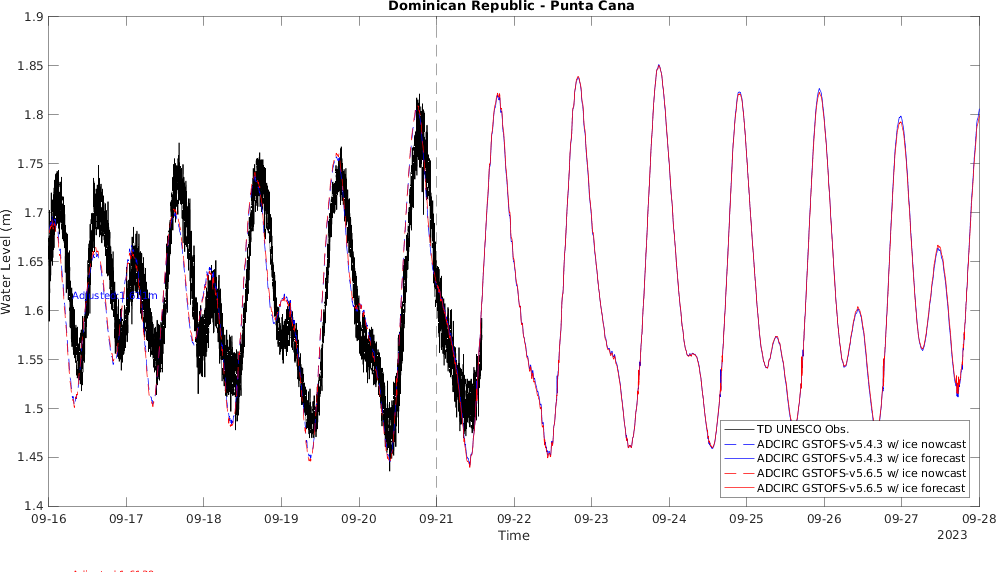 Dominican Republic - Punta Cana
1.9
1.85
1.8
1.75
1.7
1.65
1.6
1.55
1.5
1.45
1.4
Water Level (m)
Adjusted
TD UNESCO Obs.
ADCIRC GSTOFS-v5.4.3 w/ ice nowcast
ADCIRC GSTOFS-v5.4.3 w/ ice forecast
ADCIRC GSTOFS-v5.6.5 w/ ice nowcast
ADCIRC GSTOFS-v5.6.5 w/ ice forecast
09-16 09-17 09-18 09-19 09-20 09-21 09-22 09-23 09-24 09-25 09-26 09-27 09-28
Time
2023